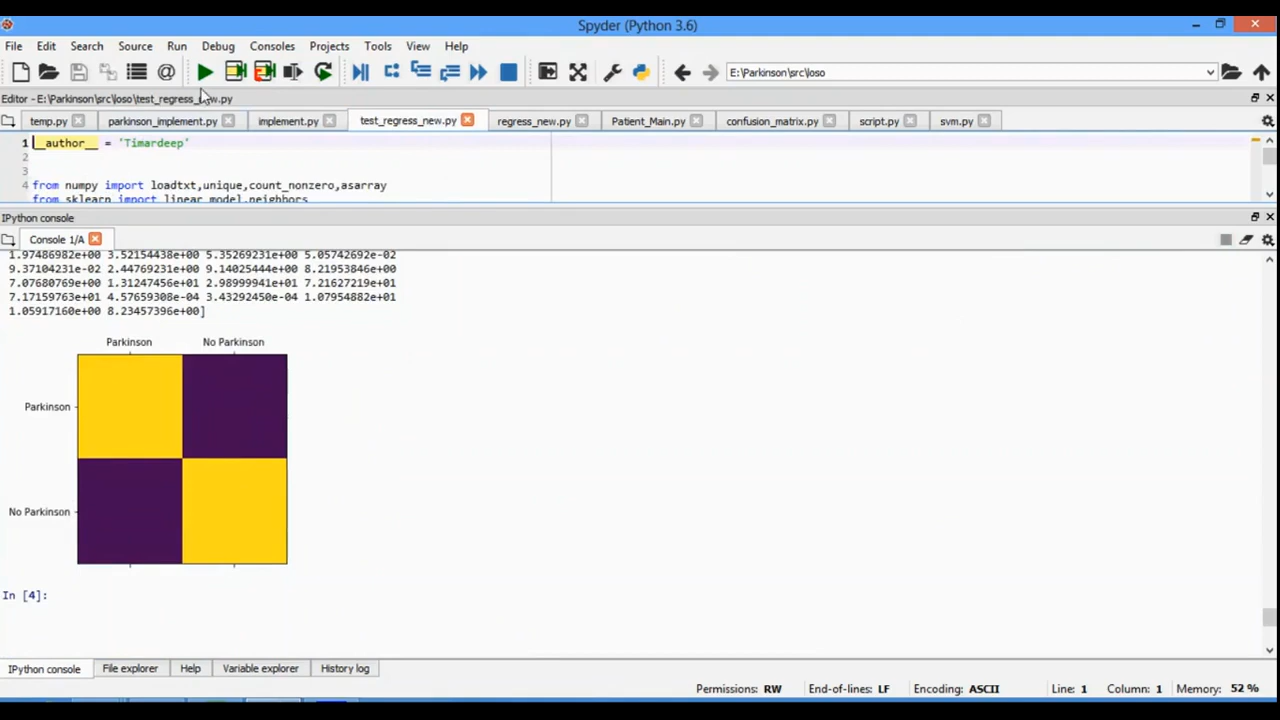 Spyder (Python 3.6)
File Edit Search Source Run Debug Consoles Projects Tools View Help
E:\Parkinson\src\loso
Editor - E:\Parkinson\src\loso\test_regress_new.py
temp.py parkinson_implement.py implement.py test_regress_new.py regress_new.py Patient_Main.py confusion_matrix.py script.py svm.py
1 __author__ = 'Timardeep'
2
3
4 from numpy import loadtxt,unique,count_nonzero,asarray
from sklearn import linear_model,neighbors
IPython console
Console 1/A
1.97486982e+00 3.52154438e+00 5.35269231e+00 5.05742692e-02
9.37104231e-02 2.44769231e+00 9.14025444e+00 8.21953846e+00
7.07680769e+00 1.31247456e+01 2.98999941e+01 7.21627219e+01
7.17159763e+01 4.57659308e-04 3.43292450e-04 1.07954882e+01
1.05917160e+00 8.23457396e+00]
Parkinson No Parkinson
Parkinson
No Parkinson
In [4]:
IPython console File explorer Help Variable explorer History log
Permissions: RW End-of-lines: LF Encoding: ASCII Line: 1 Column: 1 Memory: 52 %